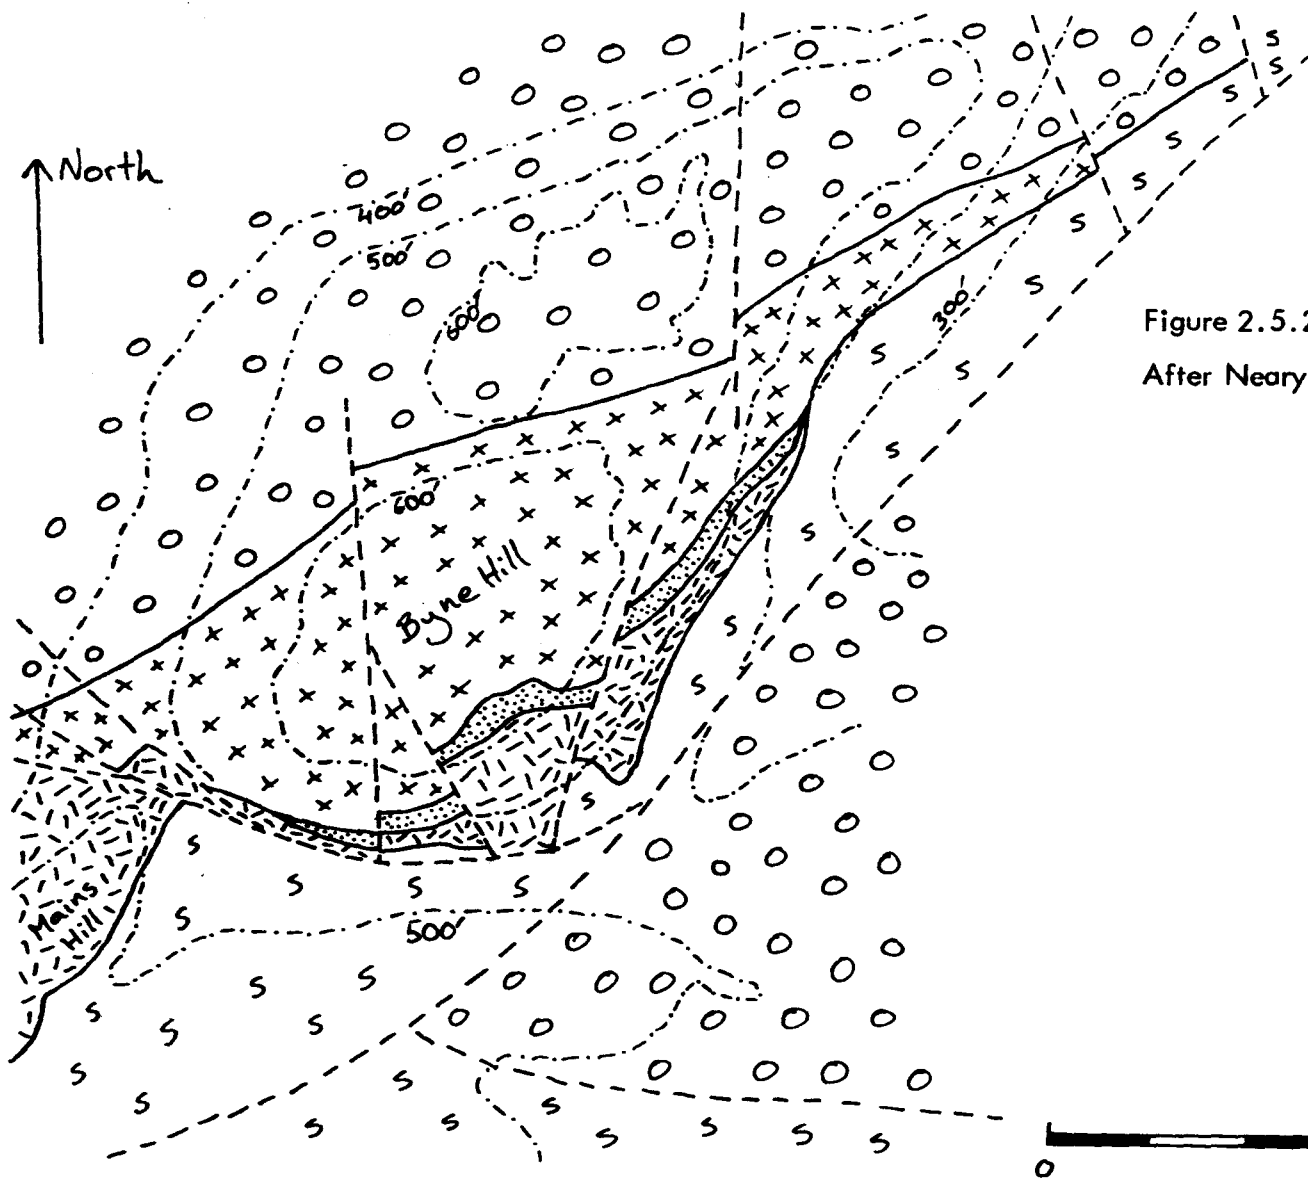 North
400'
500'
600'
300'
Figure 2.5.2
After Neary
600'
Byne Hill
Mains
Hill
500'
0